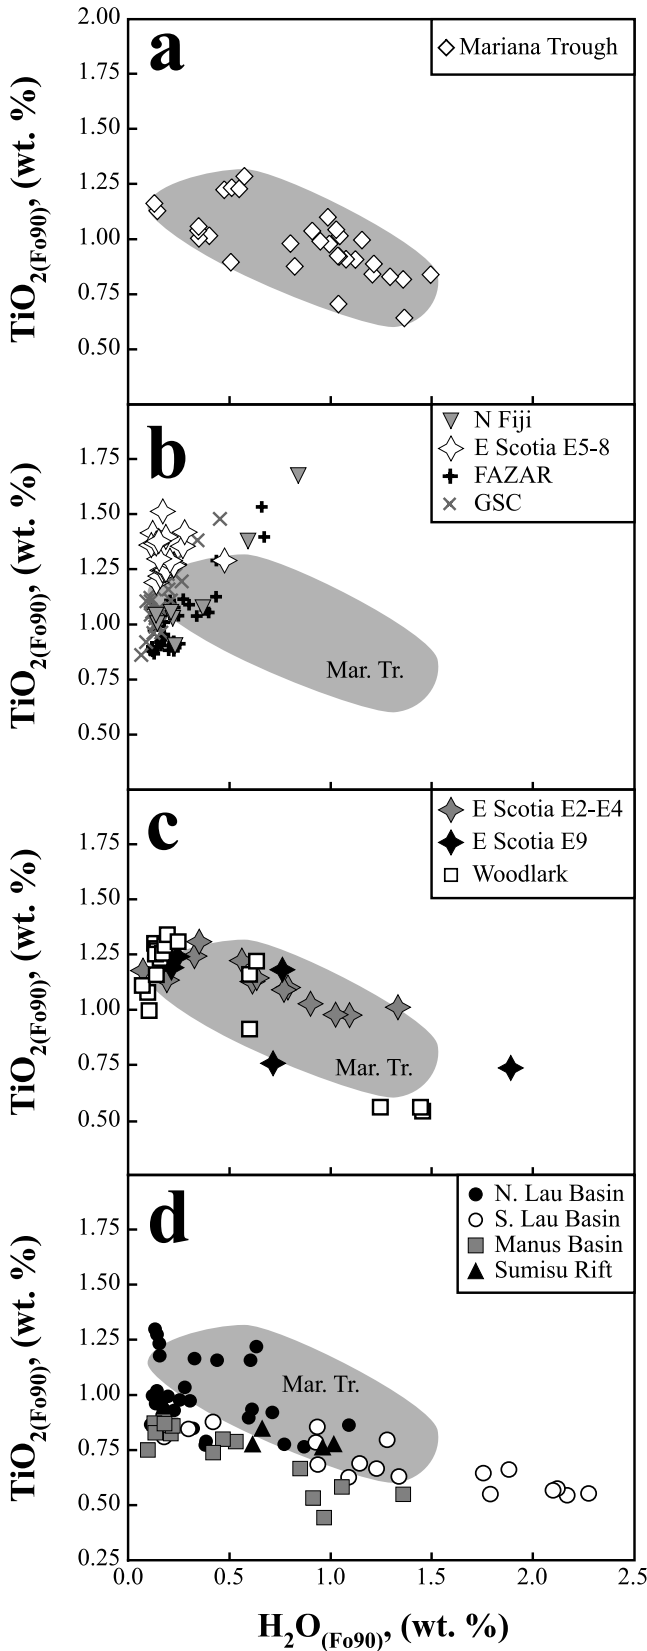 2.00
a
Mariana Trough
1.75
1.50
1.25
1.00
0.75
0.50
TiO2(Fo90), (wt. %)
b
N Fiji
E Scotia E5-8
FAZAR
GSC
1.75
1.50
1.25
1.00
0.75
0.50
Mar. Tr.
TiO2(Fo90), (wt. %)
c
E Scotia E2-E4
E Scotia E9
Woodlark
1.75
1.50
1.25
1.00
0.75
0.50
Mar. Tr.
TiO2(Fo90), (wt. %)
d
N. Lau Basin
S. Lau Basin
Manus Basin
Sumisu Rift
1.75
1.50
1.25
1.00
0.75
0.50
0.25
Mar. Tr.
TiO2(Fo90), (wt. %)
0.0 0.5 1.0 1.5 2.0 2.5
H2O(Fo90), (wt. %)